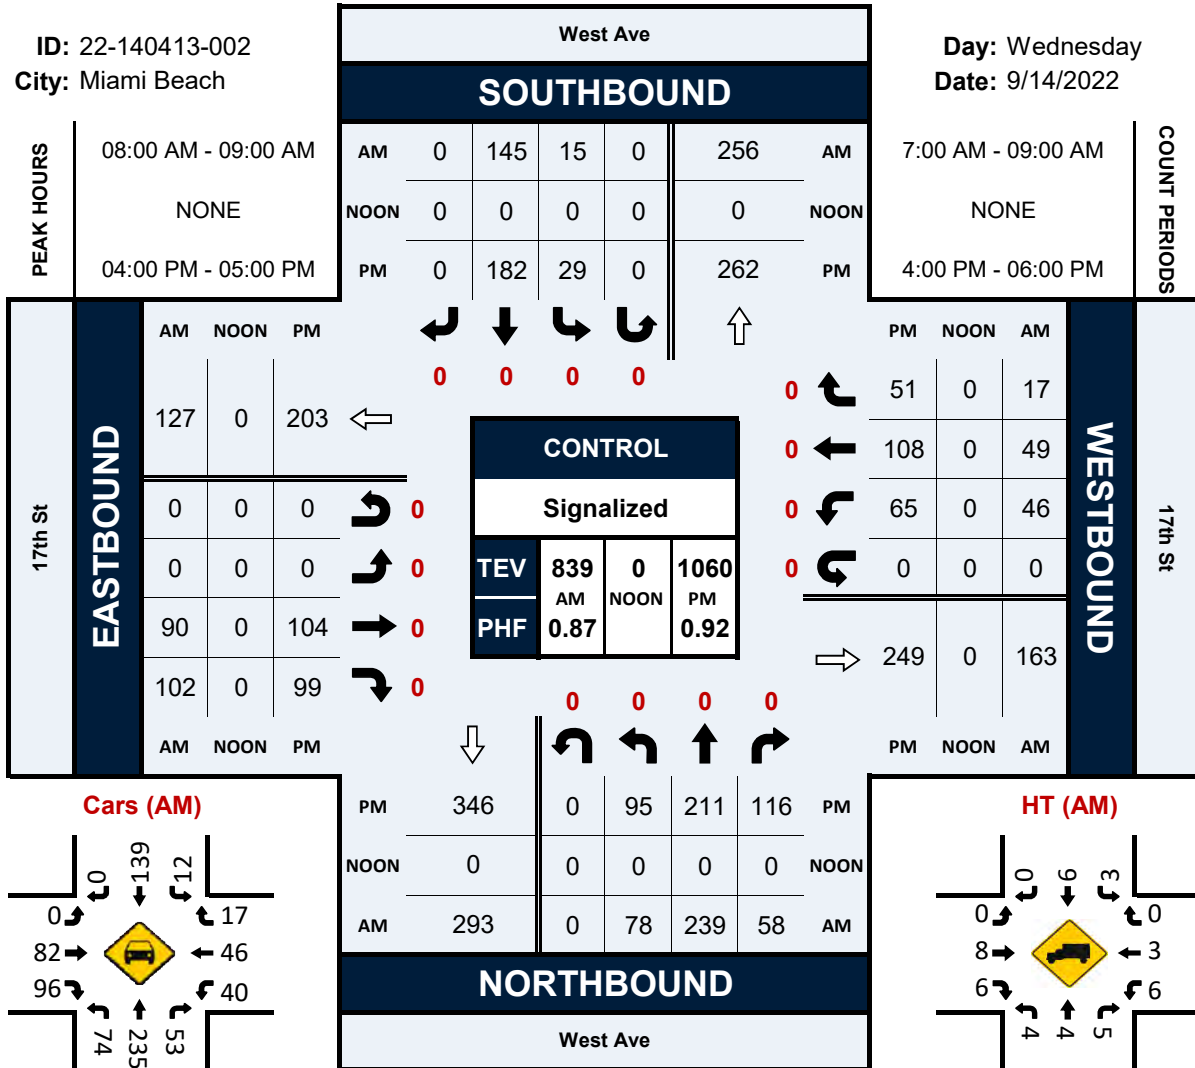 West Ave
ID: 22-140413-002
City: Miami Beach
Day: Wednesday
Date: 9/14/2022
SOUTHBOUND
PEAK HOURS
08:00 AM - 09:00 AM
NONE
04:00 PM - 05:00 PM
AM 0 145 15 0 256 AM
NOON 0 0 0 0 0 NOON
PM 0 182 29 0 262 PM
7:00 AM - 09:00 AM
NONE
4:00 PM - 06:00 PM
COUNT PERIODS
0 0 0 0
17th St
EASTBOUND
AM NOON PM
127 0 203
0 0 0 0
0 0 0 0
90 0 104 0
102 0 99 0
AM NOON PM
CONTROL
Signalized
TEV 839 0 1060
AM NOON PM
PHF 0.87 0.92
PM NOON AM
0 51 0 17
0 108 0 49
0 65 0 46
0 0 0 0
249 0 163
PM NOON AM
WESTBOUND
17th St
0 0 0 0
PM 346 0 95 211 116 PM
NOON 0 0 0 0 0 NOON
AM 293 0 78 239 58 AM
NORTHBOUND
West Ave
Cars (AM)
0 139 12
0 17
82 46
96 40
74 235 53
HT (AM)
0 6 3
0 0
8 3
6 6
4 4 5